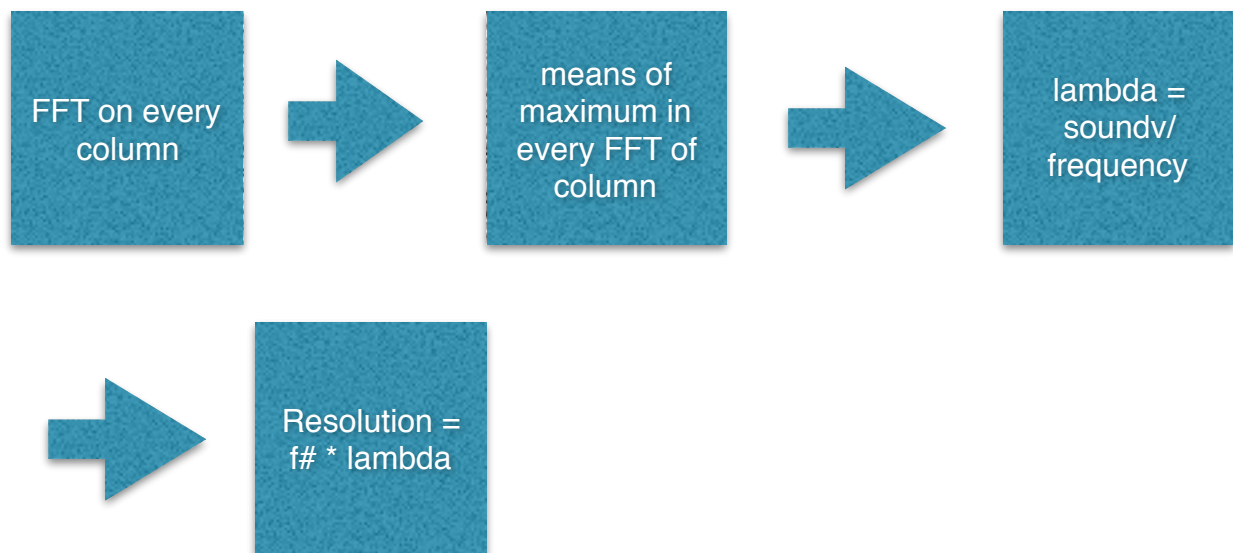 FFT on every
column
means of
maximum in
every FFT of
column
lambda =
soundv/
frequency
Resolution =
f# * lambda